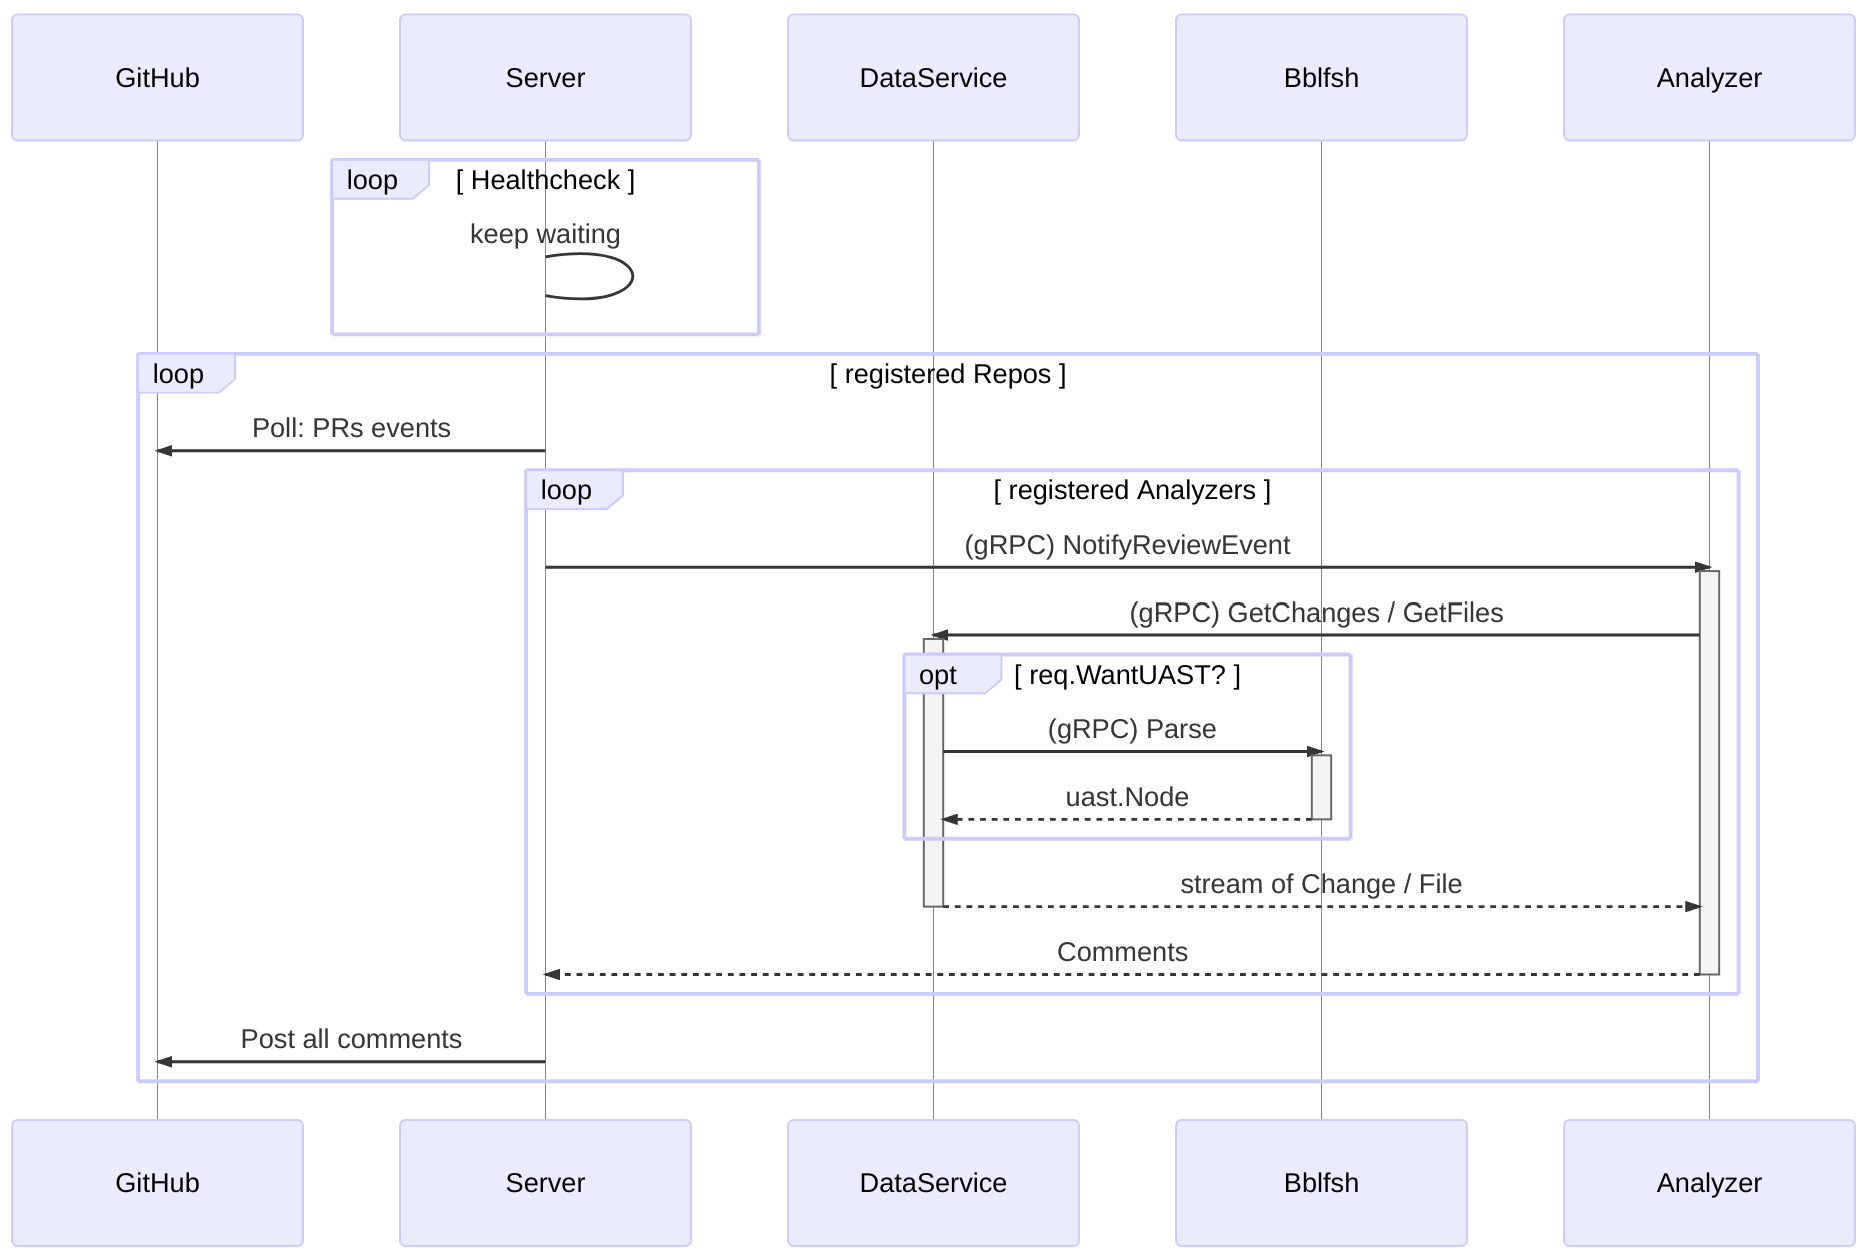 GitHub
Server
DataService
Bblfsh
Analyzer
loop
[ Healthcheck ]
keep waiting
loop
[ registered Repos ]
Poll: PRs events
loop
[ registered Analyzers ]
(gRPC) NotifyReviewEvent
(gRPC) GetChanges / GetFiles
opt
[ req.WantUAST? ]
(gRPC) Parse
uast.Node
stream of Change / File
Comments
Post all comments
GitHub
Server
DataService
Bblfsh
Analyzer